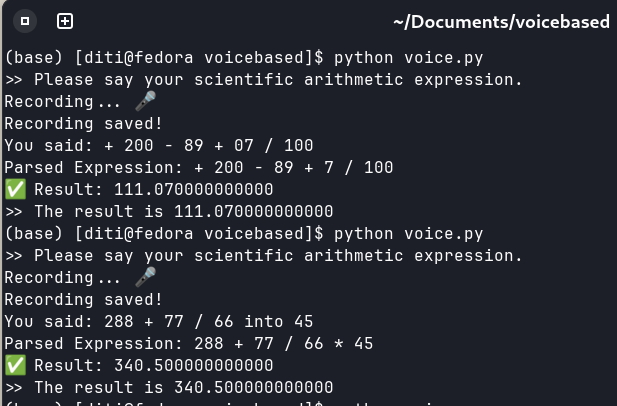 ~/Documents/voicebased
(base) [diti@fedora voicebased]$ python voice.py
>> Please say your scientific arithmetic expression.
Recording... 🎤
Recording saved!
You said: + 200 - 89 + 07 / 100
Parsed Expression: + 200 - 89 + 7 / 100
✅ Result: 111.070000000000
>> The result is 111.070000000000
(base) [diti@fedora voicebased]$ python voice.py
>> Please say your scientific arithmetic expression.
Recording... 🎤
Recording saved!
You said: 288 + 77 / 66 into 45
Parsed Expression: 288 + 77 / 66 * 45
✅ Result: 340.500000000000
>> The result is 340.500000000000